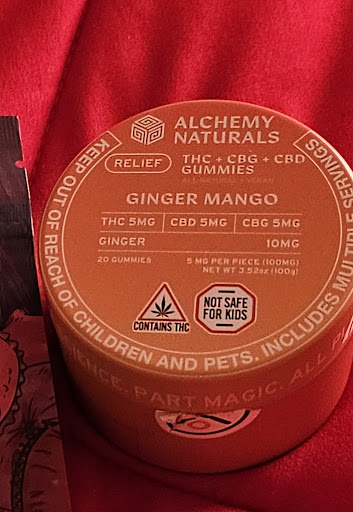 ALCHEMY
NATURALS
RELIEF
THC + CBG + CBD
GUMMIES
ALL NATURAL + VEGAN
GINGER MANGO
THC 5MG
CBD 5MG
CBG 5MG
GINGER 10MG
20 GUMMIES
5 MG PER PIECE (100MG)
NET WT 3.52oz (100g)
CONTAINS THC
NOT SAFE
FOR KIDS
KEEP OUT OF REACH OF CHILDREN AND PETS. INCLUDES MULTIPLE SERVINGS
PART MAGIC. ALL